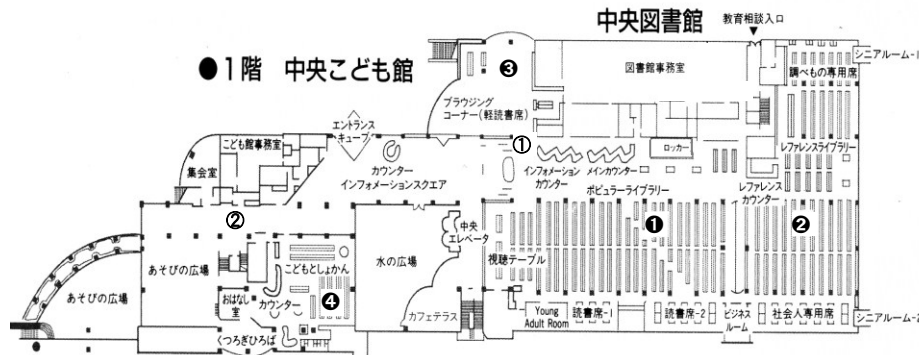 中央図書館
教育相談入口
●1階 中央こども館
❸
図書館事務室
シニアルーム-1
調べもの専用席
ブラウジング
コーナー(軽読書席)
エントランス
キューブ
①
ロッカー
レファレンスライブラリー
こども館事務室
集会室
カウンター
インフォメーションスクエア
インフォメーション
カウンター
メインカウンター
ポピュラーライブラリー
レファレンス
カウンター
②
❶
❷
中央
エレベータ
水の広場
視聴テーブル
あそびの広場
こどもとしょかん
あそびの広場
おはなし
室
カウンター
❹
カフェテラス
Young
Adult Room
読書席-1
読書席-2
ビジネス
ルーム
社会人専用席
シニアルーム-2
くつろぎひろば